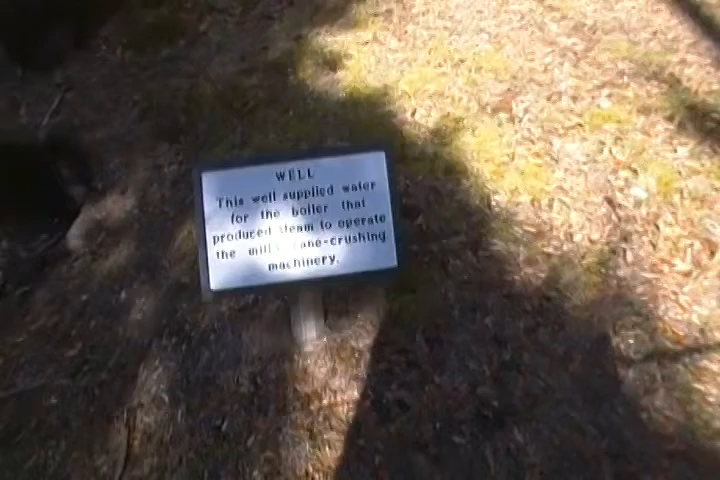 WELL
This well supplied water
for the boiler that
produced steam to operate
the mill's cane-crushing
machinery.